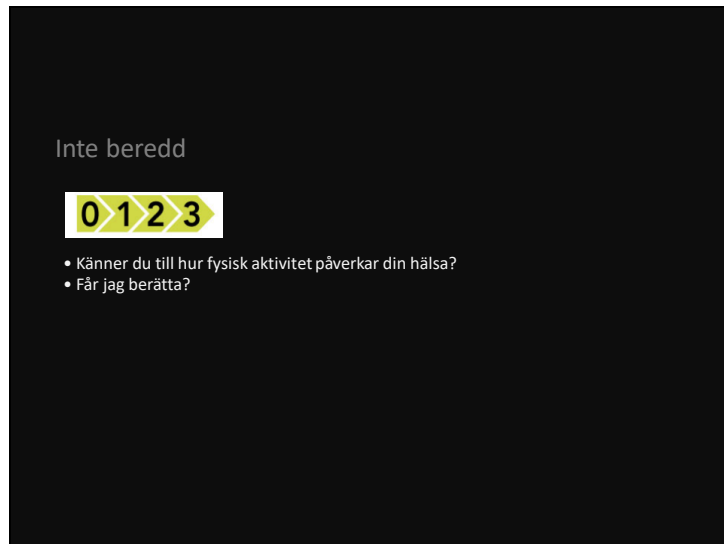 Inte beredd
0 1 2 3
• Känner du till hur fysisk aktivitet påverkar din hälsa?
• Får jag berätta?